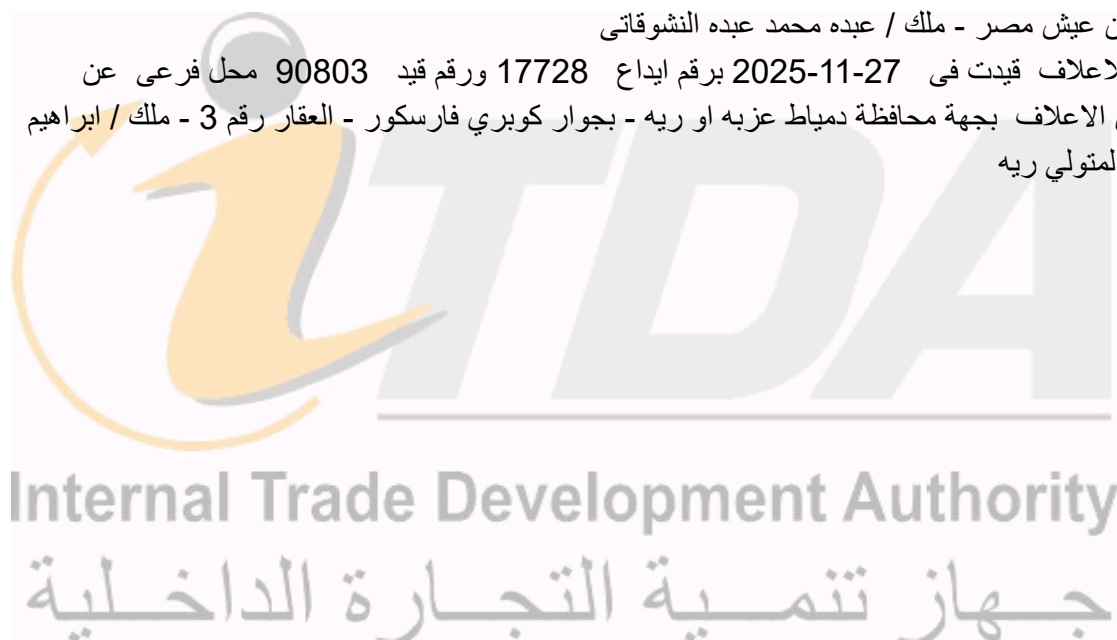 عيش مصر - ملك / عبده محمد عبده النشوقاتى
قيدت فى 27-11-2025 برقم ايداع 17728 ورقم قيد 90803 محل فرعى عن
الاعلاف بجهة محافظة دمياط عزبه او ريه - بجوار كوبري فارسكور - العقار رقم 3 - ملك / ابراهيم
ريه
iTDA
Internal Trade Development Authority
جهاز تنمية التجارة الداخلية